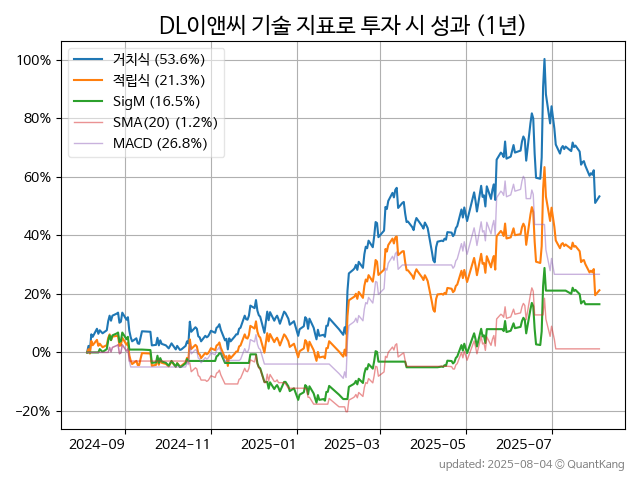 DL이앤씨 기술 지표로 투자 시 성과 (1년)
거치식 (53.6%)
적립식 (21.3%)
SigM (16.5%)
SMA(20) (1.2%)
MACD (26.8%)
100%
80%
60%
40%
20%
0%
−20%
2024-09 2024-11 2025-01 2025-03 2025-05 2025-07
updated: 2025-08-04 © QuantKang